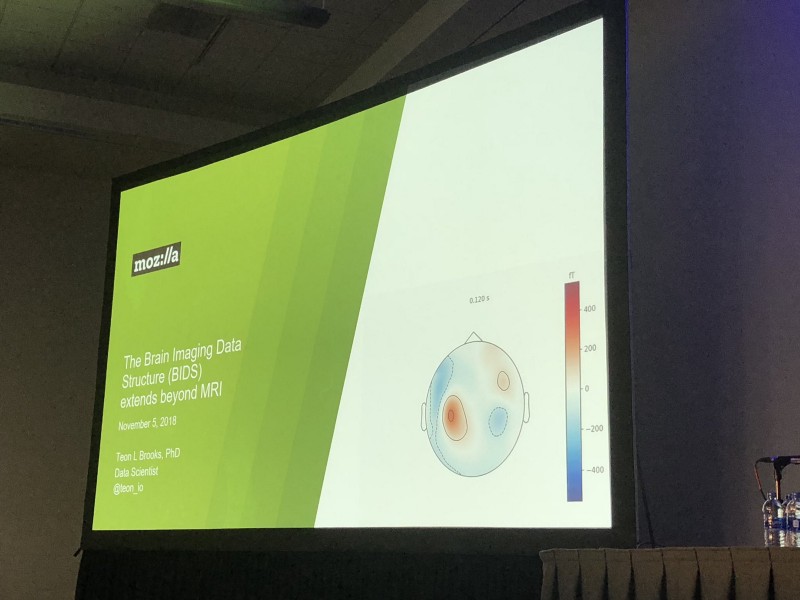 moz://a
The Brain Imaging Data
Structure (BIDS)
extends beyond MRI
November 5, 2018
Teon L Brooks, PhD
Data Scientist
@teon_io
0.120 s
fT
400
200
0
−200
−400